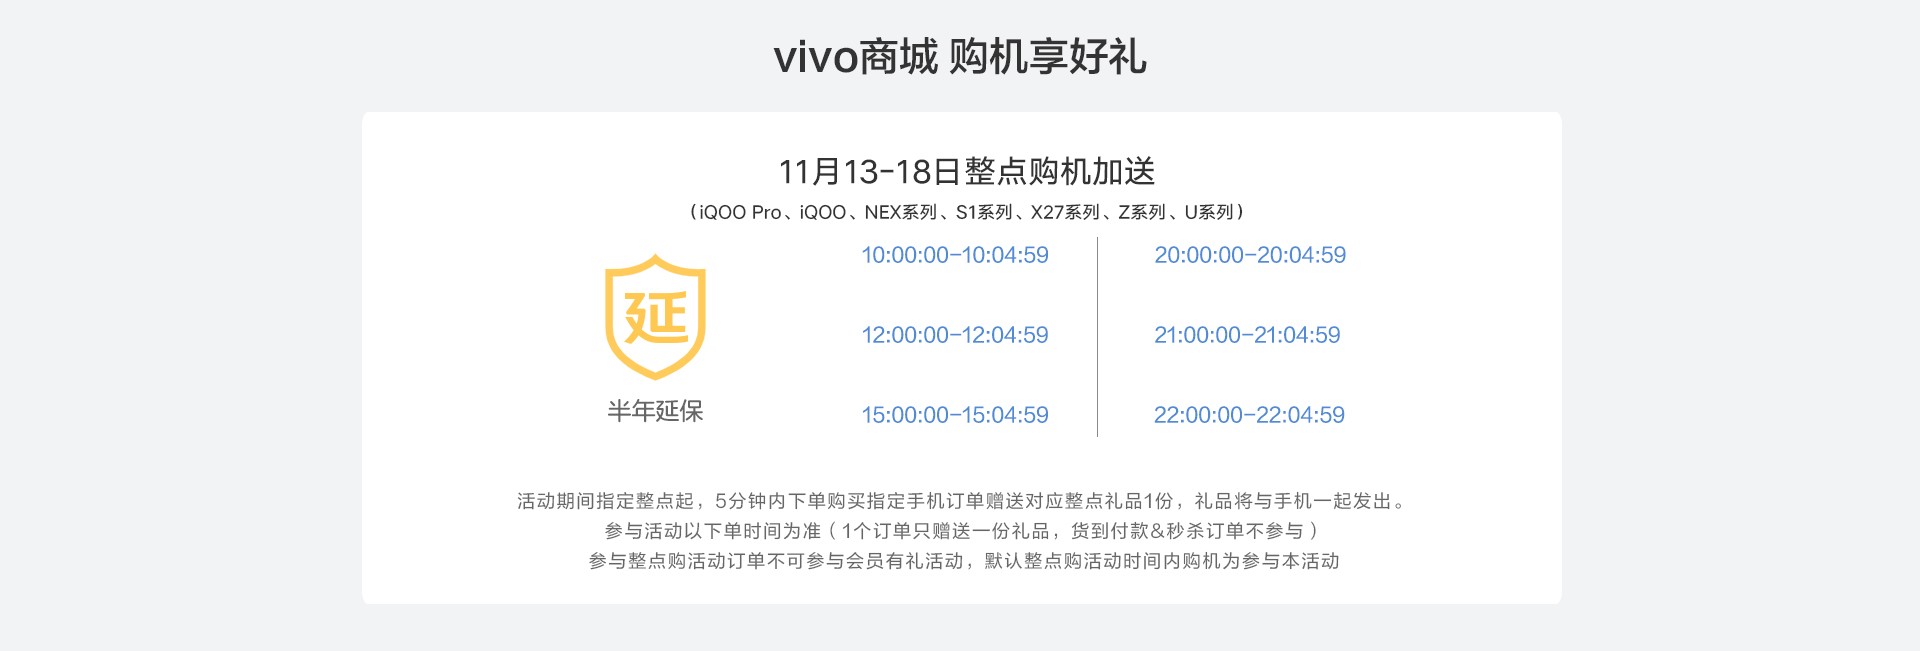 vivo商城 购机享好礼
11月13-18日整点购机加送
（iQOO Pro、iQOO、NEX系列、S1系列、X27系列、Z系列、U系列）
10:00:00-10:04:59
20:00:00-20:04:59
延
12:00:00-12:04:59
21:00:00-21:04:59
半年延保
15:00:00-15:04:59
22:00:00-22:04:59
活动期间指定整点起，5分钟内下单购买指定手机订单赠送对应整点礼品1份，礼品将与手机一起发出。
参与活动以下单时间为准（1个订单只赠送一份礼品，货到付款&秒杀订单不参与）
参与整点购活动订单不可参与会员有礼活动，默认整点购活动时间内购机为参与本活动